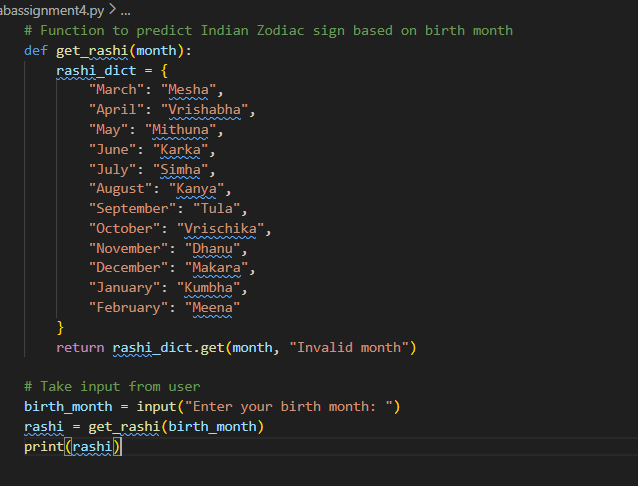 abassignment4.py > ...
# Function to predict Indian Zodiac sign based on birth month
def get_rashi(month):
    rashi_dict = {
        "March": "Mesha",
        "April": "Vrishabha",
        "May": "Mithuna",
        "June": "Karka",
        "July": "Simha",
        "August": "Kanya",
        "September": "Tula",
        "October": "Vrischika",
        "November": "Dhanu",
        "December": "Makara",
        "January": "Kumbha",
        "February": "Meena"
    }
    return rashi_dict.get(month, "Invalid month")
# Take input from user
birth_month = input("Enter your birth month: ")
rashi = get_rashi(birth_month)
print(rashi)